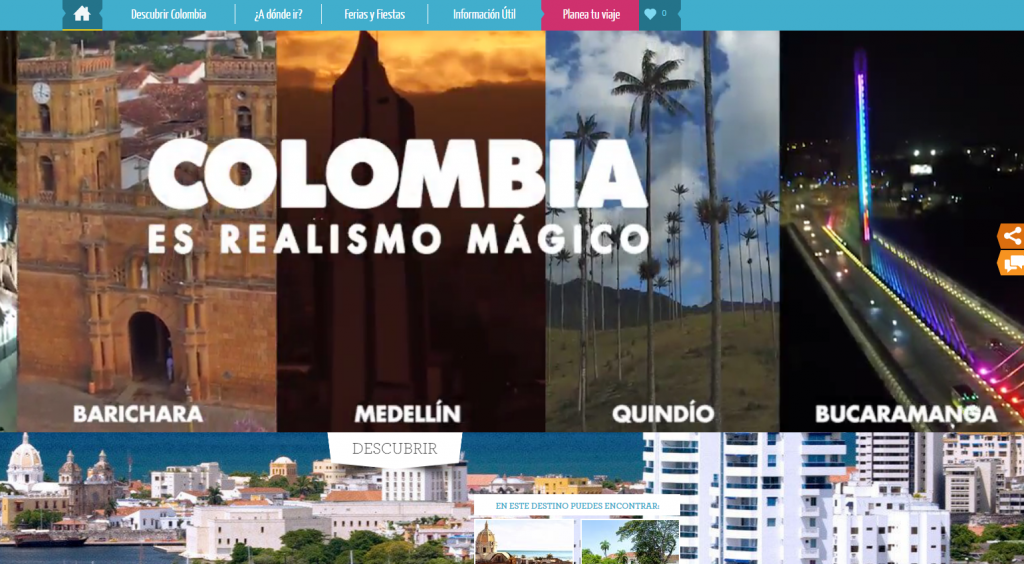 Descubrir Colombia
¿A dónde ir?
Ferias y Fiestas
Información Útil
Planea tu viaje
0
COLOMBIA
ES REALISMO MÁGICO
BARICHARA
MEDELLÍN
QUINDÍO
BUCARAMANGA
DESCUBRIR
EN ESTE DESTINO PUEDES ENCONTRAR: